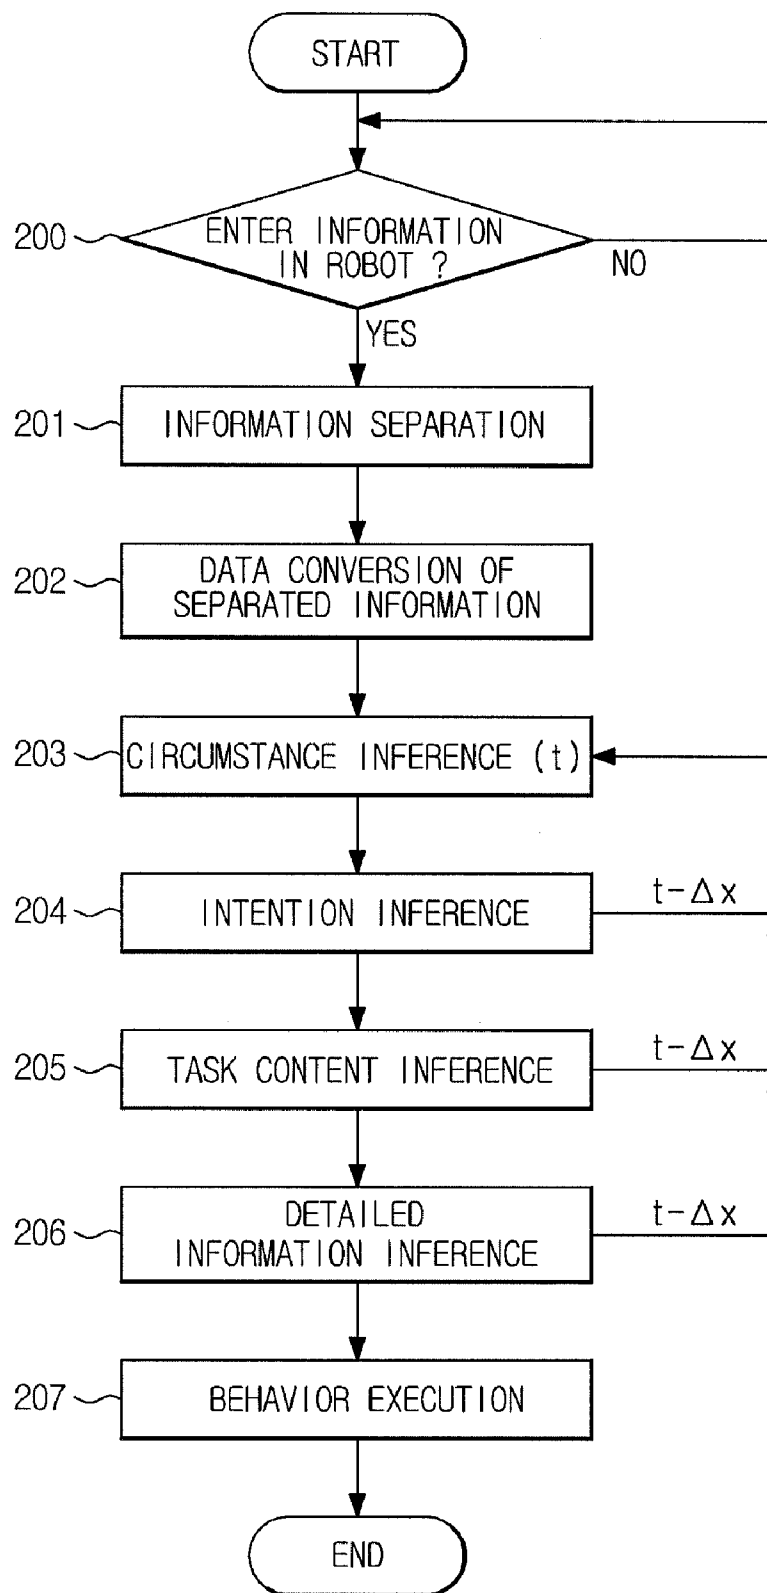 START
200
ENTER INFORMATION
IN ROBOT ?
NO
YES
201
INFORMATION SEPARATION
202
DATA CONVERSION OF
SEPARATED INFORMATION
203
CIRCUMSTANCE INFERENCE (t)
204
INTENTION INFERENCE
t-Δx
205
TASK CONTENT INFERENCE
t-Δx
206
DETAILED
INFORMATION INFERENCE
t-Δx
207
BEHAVIOR EXECUTION
END